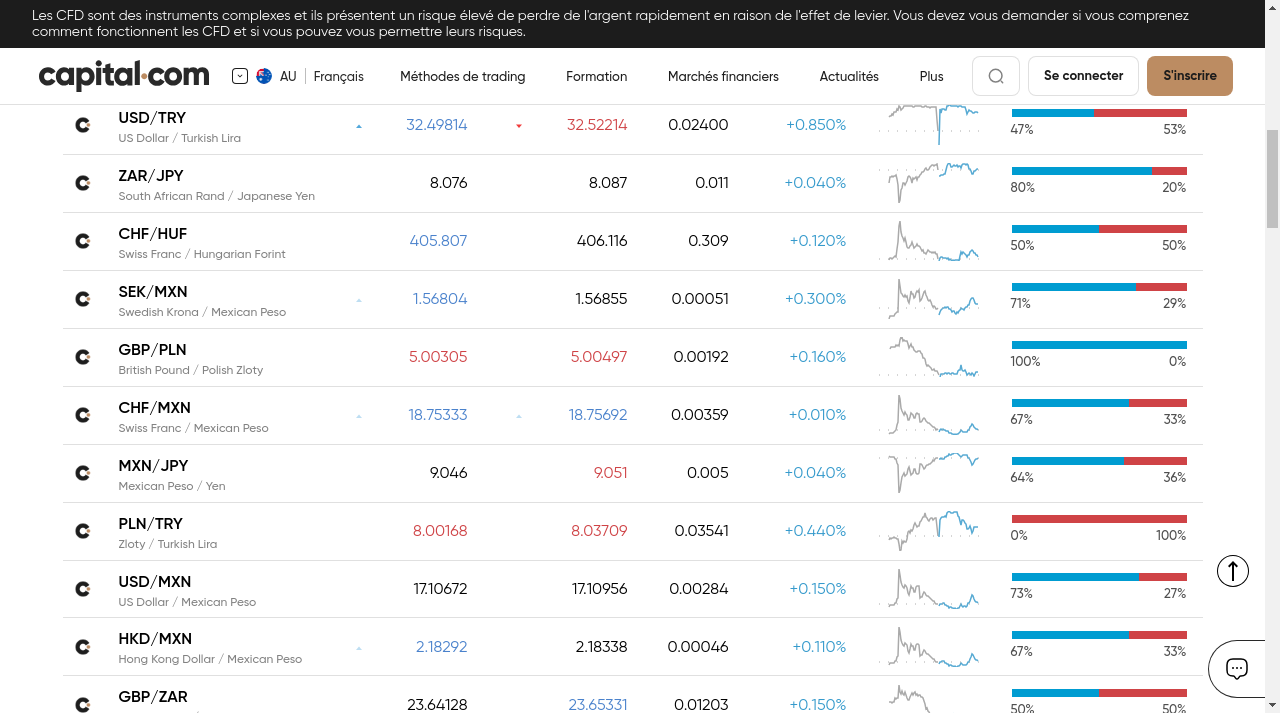 Les CFD sont des instruments complexes et ils présentent un risque élevé de perdre de l'argent rapidement en raison de l'effet de levier. Vous devez vous demander si vous comprenez
comment fonctionnent les CFD et si vous pouvez vous permettre leurs risques.
capital.com AU Français Méthodes de trading Formation Marchés financiers Actualités Plus Se connecter S'inscrire
USD/TRY 32.49814 32.52214 0.02400 +0.850%
US Dollar / Turkish Lira 47% 53%
ZAR/JPY 8.076 8.087 0.011 +0.040%
South African Rand / Japanese Yen 80% 20%
CHF/HUF 405.807 406.116 0.309 +0.120%
Swiss Franc / Hungarian Forint 50% 50%
SEK/MXN 1.56804 1.56855 0.00051 +0.300%
Swedish Krona / Mexican Peso 71% 29%
GBP/PLN 5.00305 5.00497 0.00192 +0.160%
British Pound / Polish Zloty 100% 0%
CHF/MXN 18.75333 18.75692 0.00359 +0.010%
Swiss Franc / Mexican Peso 67% 33%
MXN/JPY 9.046 9.051 0.005 +0.040%
Mexican Peso / Yen 64% 36%
PLN/TRY 8.00168 8.03709 0.03541 +0.440%
Zloty / Turkish Lira 0% 100%
USD/MXN 17.10672 17.10956 0.00284 +0.150%
US Dollar / Mexican Peso 73% 27%
HKD/MXN 2.18292 2.18338 0.00046 +0.110%
Hong Kong Dollar / Mexican Peso 67% 33%
GBP/ZAR 23.64128 23.65331 0.01203 +0.150%
50% 50%